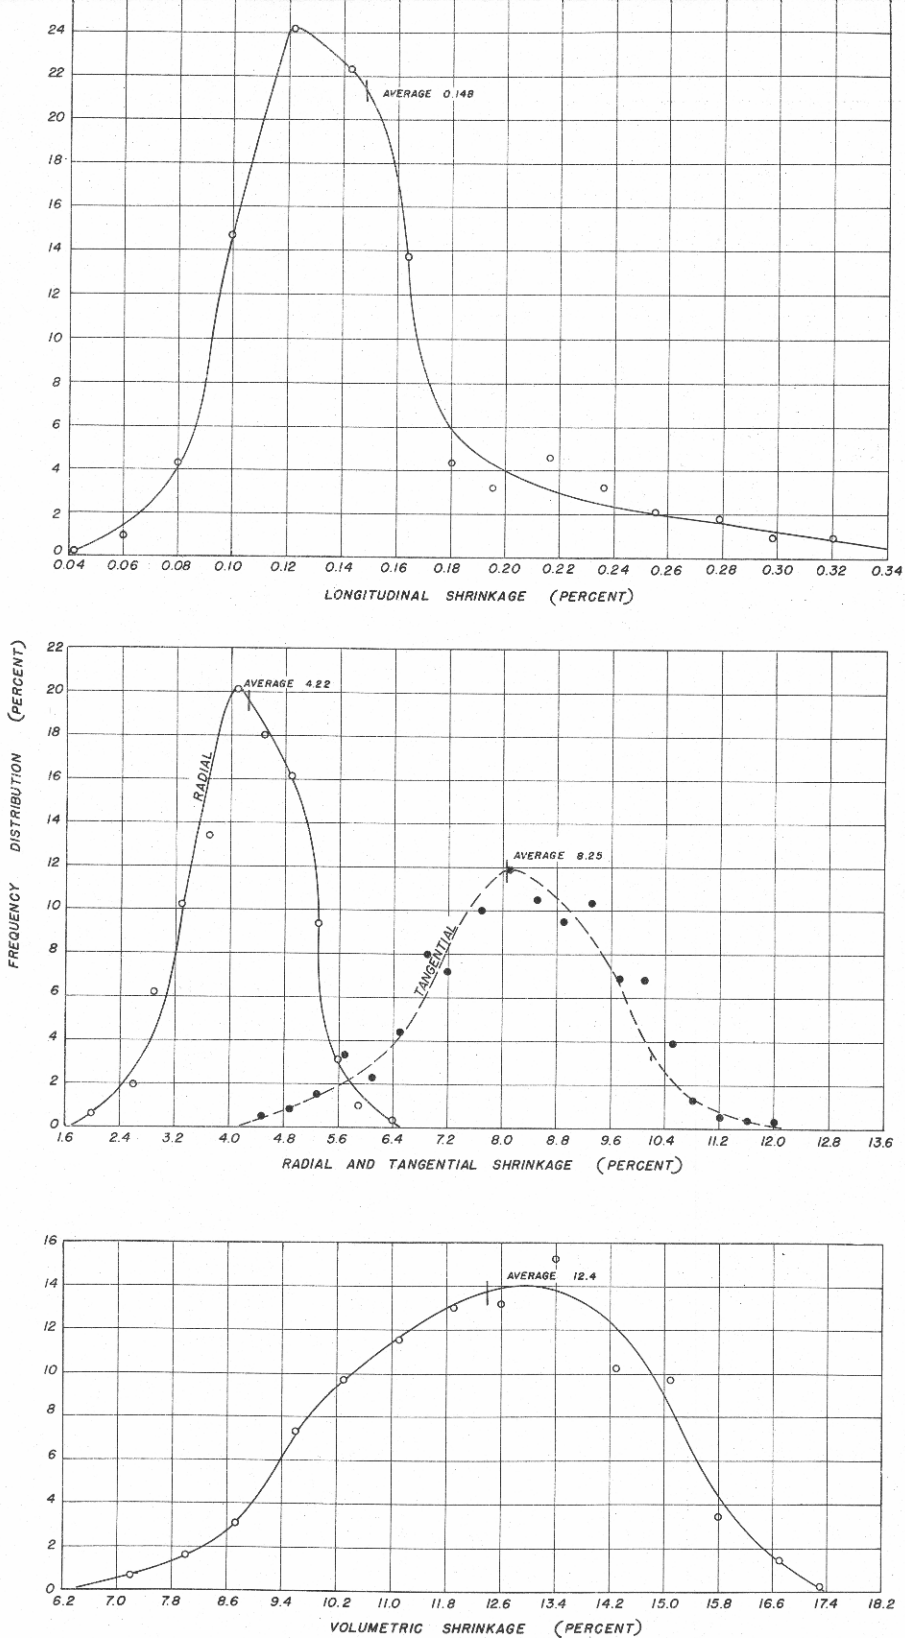 24
22
20
18
16
14
12
10
8
6
4
2
0
AVERAGE 0.148
0.04 0.06 0.08 0.10 0.12 0.14 0.16 0.18 0.20 0.22 0.24 0.26 0.28 0.30 0.32 0.34
LONGITUDINAL SHRINKAGE (PERCENT)
FREQUENCY DISTRIBUTION (PERCENT)
22
20
18
16
14
12
10
8
6
4
2
0
AVERAGE 4.22
RADIAL
AVERAGE 8.25
TANGENTIAL
1.6 2.4 3.2 4.0 4.8 5.6 6.4 7.2 8.0 8.8 9.6 10.4 11.2 12.0 12.8 13.6
RADIAL AND TANGENTIAL SHRINKAGE (PERCENT)
16
14
12
10
8
6
4
2
0
AVERAGE 12.4
6.2 7.0 7.8 8.6 9.4 10.2 11.0 11.8 12.6 13.4 14.2 15.0 15.8 16.6 17.4 18.2
VOLUMETRIC SHRINKAGE (PERCENT)